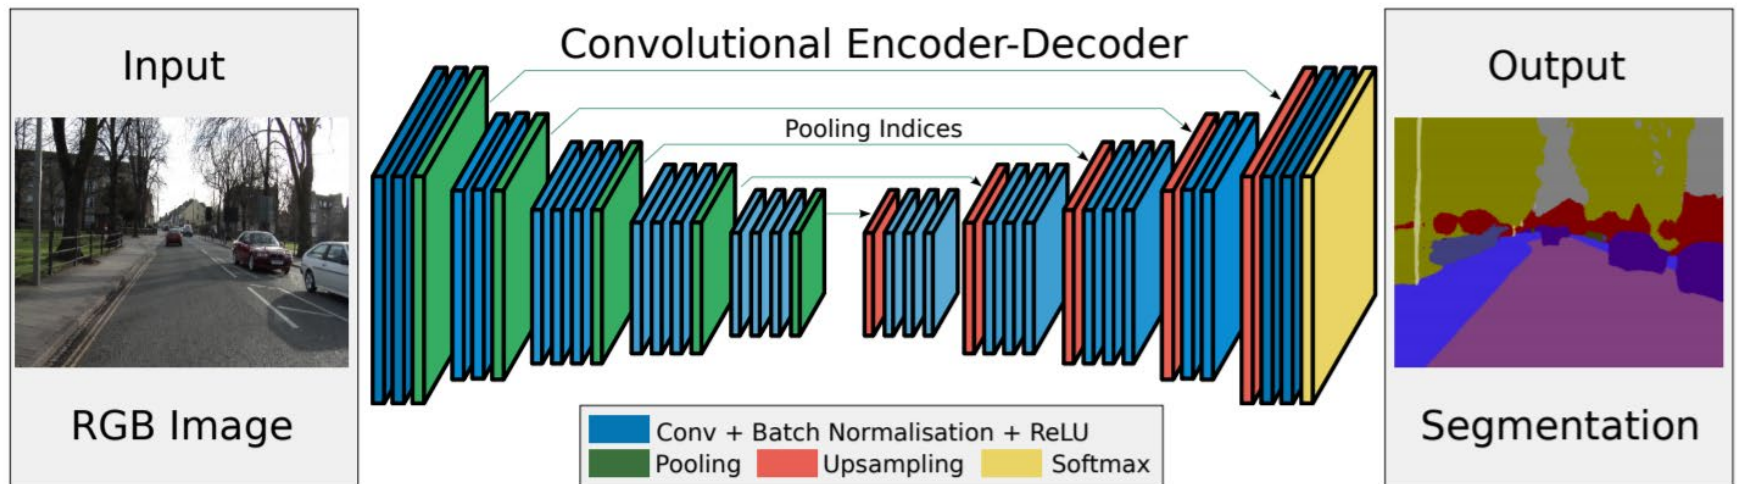 Convolutional Encoder-Decoder
Input
RGB Image
Pooling Indices
Output
Segmentation
Conv + Batch Normalisation + ReLU
Pooling
Upsampling
Softmax